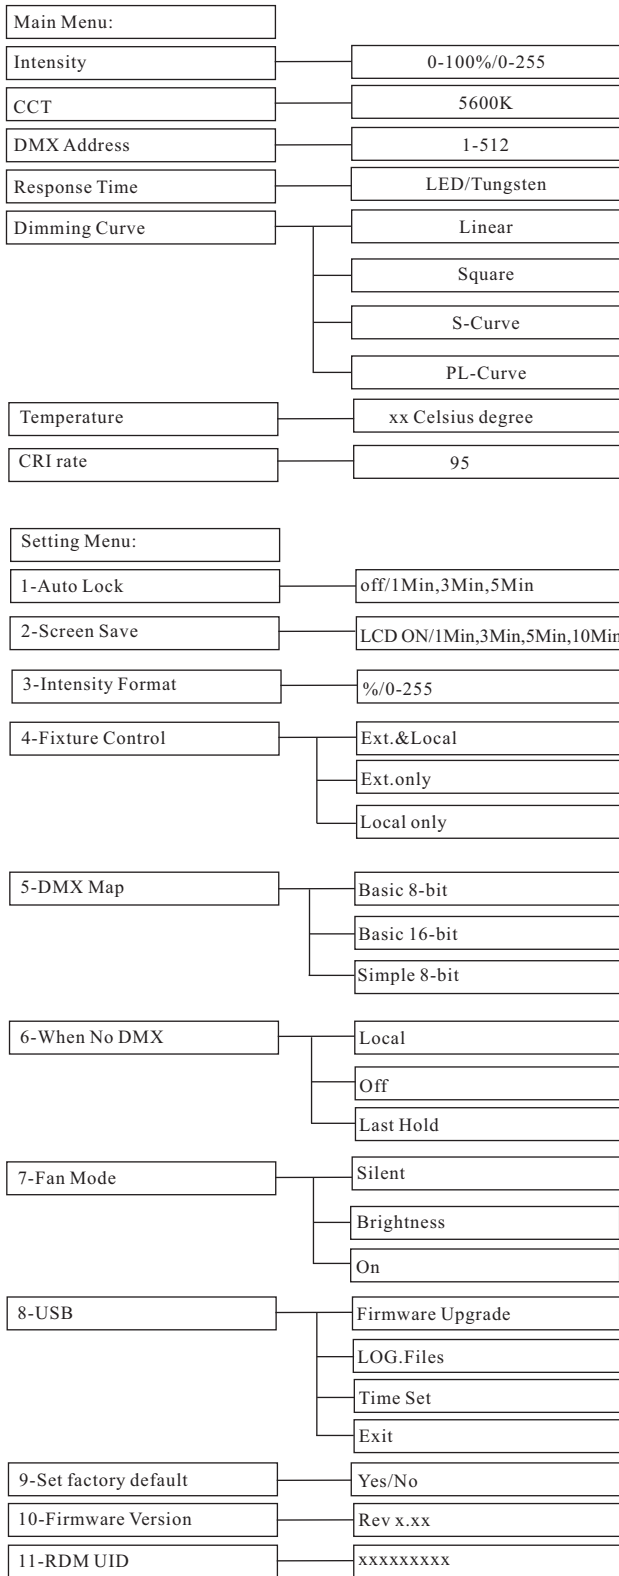 Main Menu:
Intensity 0-100%/0-255
CCT 5600K
DMX Address 1-512
Response Time LED/Tungsten
Dimming Curve Linear
Square
S-Curve
PL-Curve
Temperature xx Celsius degree
CRI rate 95
Setting Menu:
1-Auto Lock off/1Min,3Min,5Min
2-Screen Save LCD ON/1Min,3Min,5Min,10Min
3-Intensity Format %/0-255
4-Fixture Control Ext.&Local
Ext.only
Local only
5-DMX Map Basic 8-bit
Basic 16-bit
Simple 8-bit
6-When No DMX Local
Off
Last Hold
7-Fan Mode Silent
Brightness
On
8-USB Firmware Upgrade
LOG.Files
Time Set
Exit
9-Set factory default Yes/No
10-Firmware Version Rev x.xx
11-RDM UID xxxxxxxxx